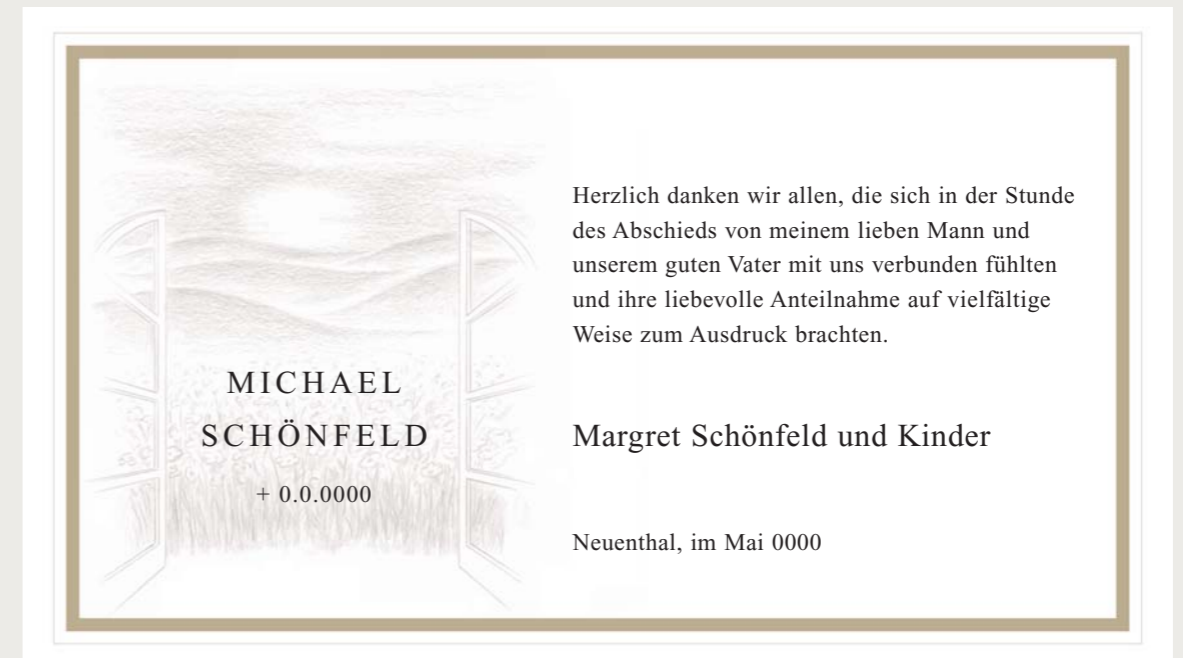 MICHAEL
SCHÖNFELD
+ 0.0.0000
Herzlich danken wir allen, die sich in der Stunde
des Abschieds von meinem lieben Mann und
unserem guten Vater mit uns verbunden fühlten
und ihre liebevolle Anteilnahme auf vielfältige
Weise zum Ausdruck brachten.
Margret Schönfeld und Kinder
Neuenthal, im Mai 0000